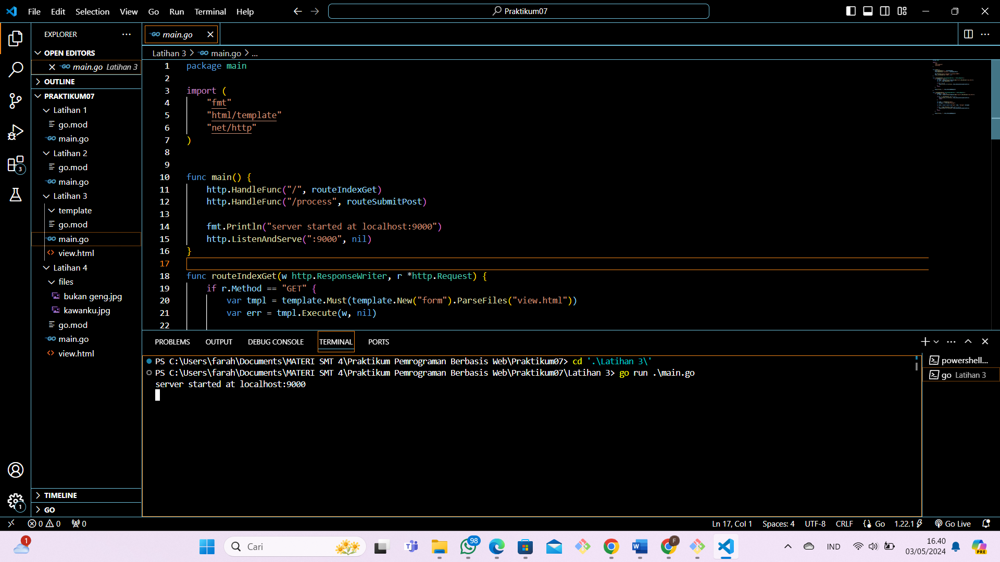 File Edit Selection View Go Run Terminal Help
Praktikum07
EXPLORER
OPEN EDITORS
main.go Latihan 3
OUTLINE
PRAKTIKUM07
Latihan 1
go.mod
main.go
Latihan 2
go.mod
main.go
Latihan 3
template
go.mod
main.go
view.html
Latihan 4
files
bukan geng.jpg
kawanku.jpg
go.mod
main.go
view.html
TIMELINE
GO
3
1
main.go
Latihan 3 > main.go > ...
1 package main
2
3 import (
4 "fmt"
5 "html/template"
6 "net/http"
7 )
8
9
10 func main() {
11 http.HandleFunc("/", routeIndexGet)
12 http.HandleFunc("/process", routeSubmitPost)
13
14 fmt.Println("server started at localhost:9000")
15 http.ListenAndServe(":9000", nil)
16 }
17
18 func routeIndexGet(w http.ResponseWriter, r *http.Request) {
19 if r.Method == "GET" {
20 var tmpl = template.Must(template.New("form").ParseFiles("view.html"))
21 var err = tmpl.Execute(w, nil)
22
PROBLEMS OUTPUT DEBUG CONSOLE TERMINAL PORTS
PS C:\Users\farah\Documents\MATERI SMT 4\Praktikum Pemrograman Berbasis Web\Praktikum07> cd '.\Latihan 3\'
PS C:\Users\farah\Documents\MATERI SMT 4\Praktikum Pemrograman Berbasis Web\Praktikum07\Latihan 3> go run .\main.go
server started at localhost:9000
powershell...
go Latihan 3
0 0 0 Ln 17, Col 1 Spaces: 4 UTF-8 CRLF Go 1.22.1 Go Live
1 Cari 98 F IND 16.40 PRE
03/05/2024